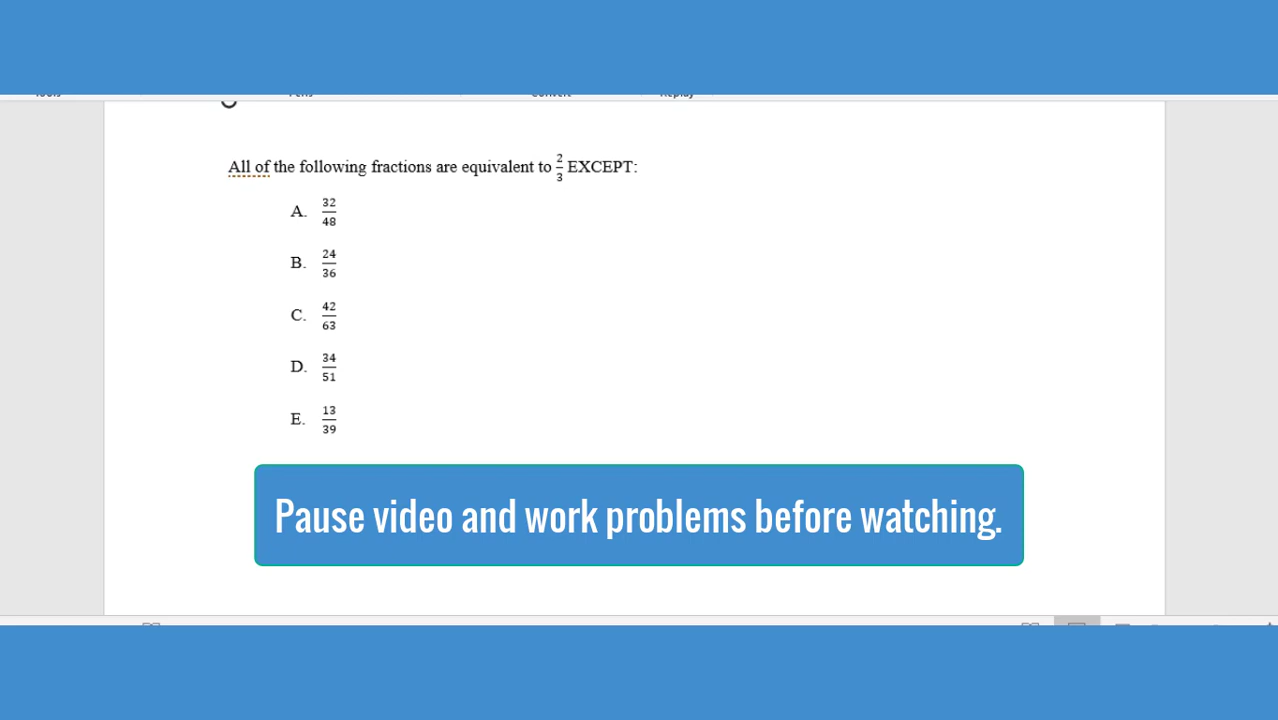 All of the following fractions are equivalent to 2/3 EXCEPT:
A. 32/48
B. 24/36
C. 42/63
D. 34/51
E. 13/39
Pause video and work problems before watching.